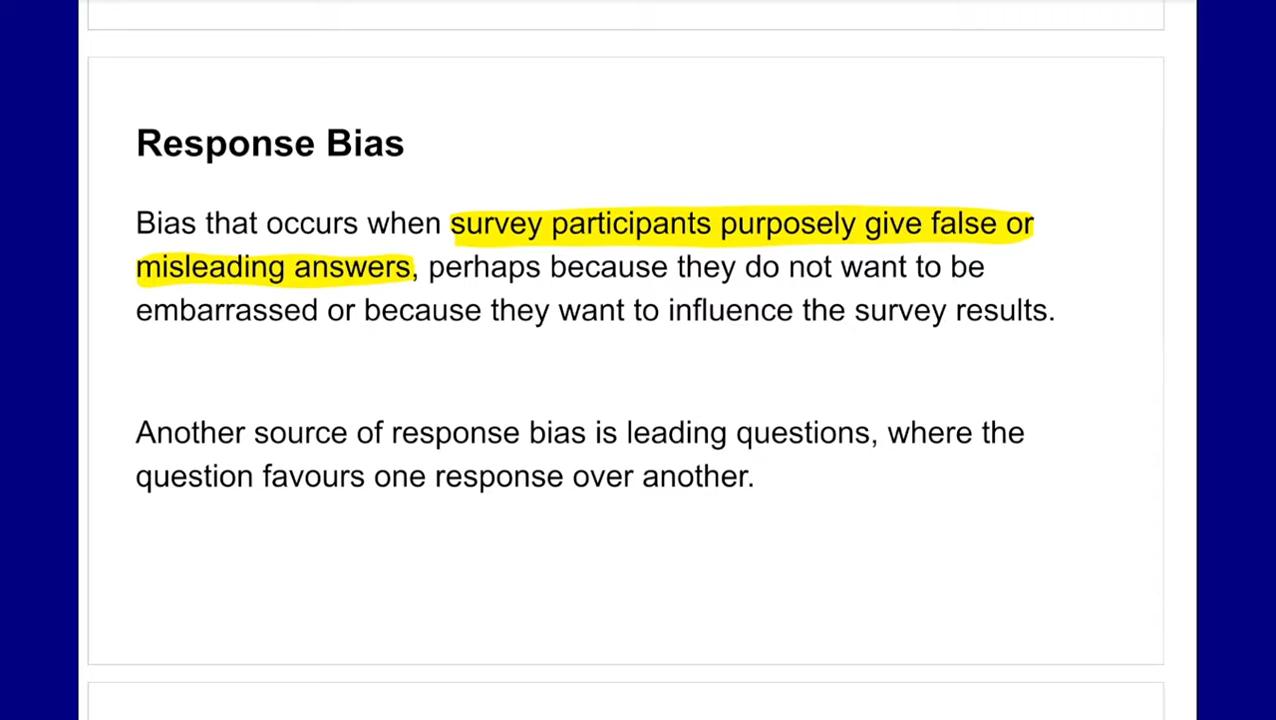 Response Bias
Bias that occurs when survey participants purposely give false or
misleading answers, perhaps because they do not want to be
embarrassed or because they want to influence the survey results.
Another source of response bias is leading questions, where the
question favours one response over another.